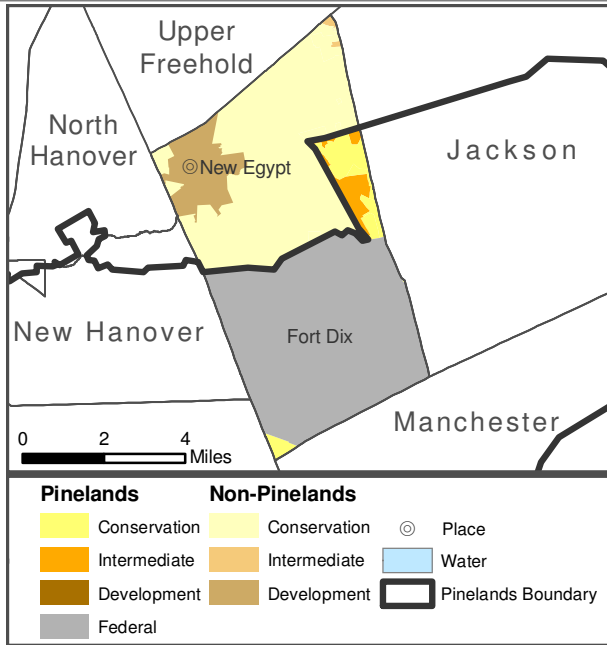 Upper
Freehold
North
Hanover
New Egypt
Jackson
New Hanover
Fort Dix
Manchester
0 2 4
Miles
Pinelands Non-Pinelands
Conservation Conservation Place
Intermediate Intermediate Water
Development Development Pinelands Boundary
Federal